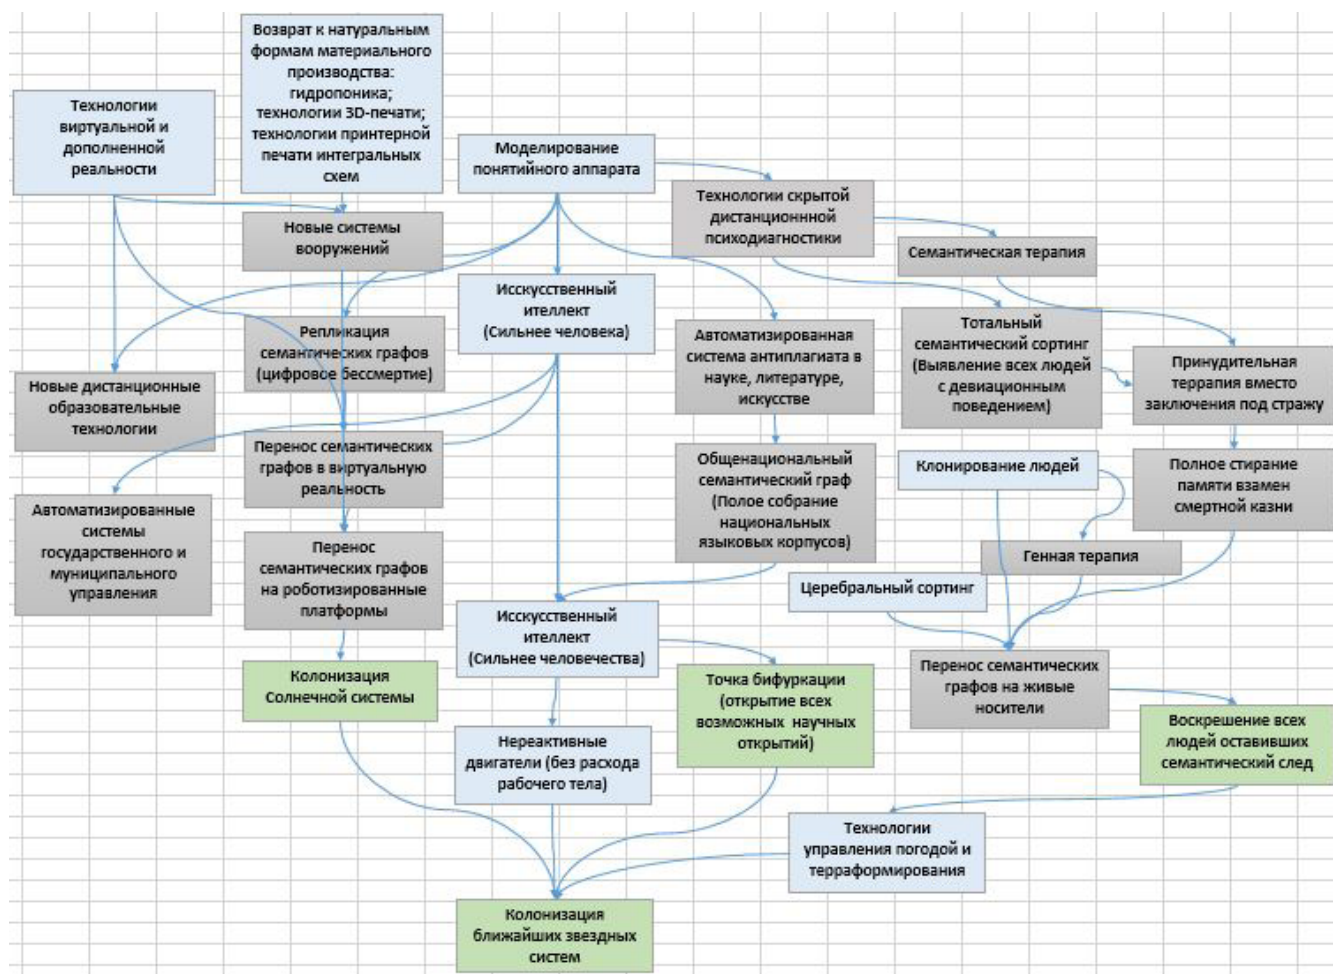 Возврат к натуральным
формам материального
производства:
гидропоника;
технологии 3D-печати;
технологии принтерной
печати интегральных
схем
Технологии
виртуальной и
дополненной
реальности
Моделирование
понятийного аппарата
Технологии скрытой
дистанционнной
психодиагностики
Новые системы
вооружений
Семантическая терапия
Исскусственный
ителлект
(Сильнее человека)
Репликация
семантических графов
(цифровое бессмертие)
Автоматизированная
система антиплагиата в
науке, литературе,
искусстве
Тотальный
семантический сортинг
(Выявление всех людей
с девиационным
поведением)
Принудительная
террапия вместо
заключения под стражу
Новые дистанционные
образовательные
технологии
Перенос семантических
графов в виртуальную
реальность
Общенациональный
семантический граф
(Полое собрание
национальных
языковых корпусов)
Клонирование людей
Полное стирание
памяти взамен
смертной казни
Автоматизированные
системы
государственного и
муниципального
управления
Перенос
семантических графов
на роботизированные
платформы
Генная терапия
Церебральный сортинг
Исскусственный
ителлект
(Сильнее человечества)
Колонизация
Солнечной системы
Точка бифуркации
(открытие всех
возможных научных
открытий)
Перенос семантических
графов на живые
носители
Воскрешение всех
людей оставивших
семантический след
Нереактивные
двигатели (без расхода
рабочего тела)
Технологии
управления погодой и
терраформирования
Колонизация
ближайших звездных
систем